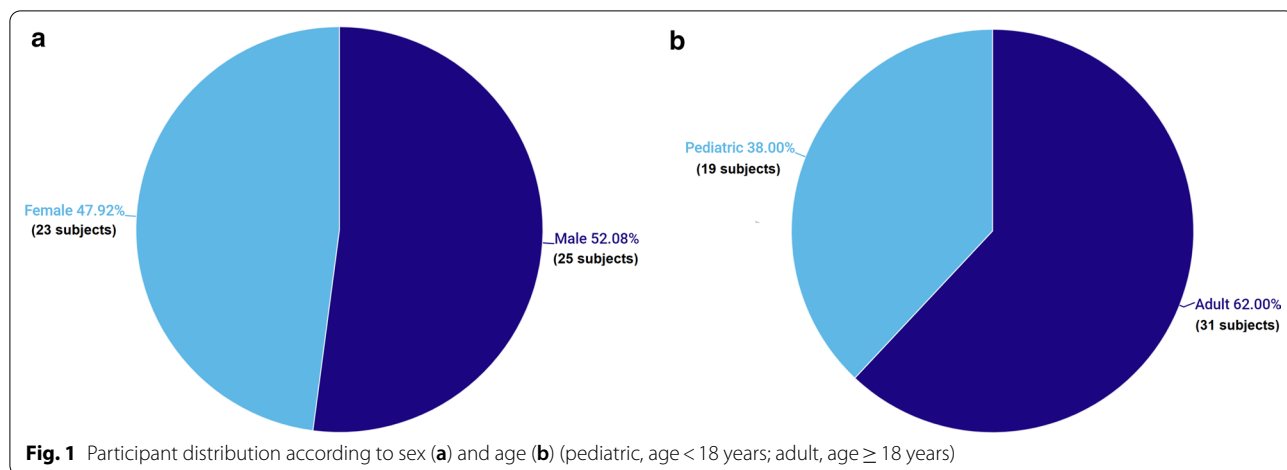 a
Female 47.92%
(23 subjects)
Male 52.08%
(25 subjects)
b
Pediatric 38.00%
(19 subjects)
Adult 62.00%
(31 subjects)
Fig. 1 Participant distribution according to sex (a) and age (b) (pediatric, age < 18 years; adult, age ≥ 18 years)